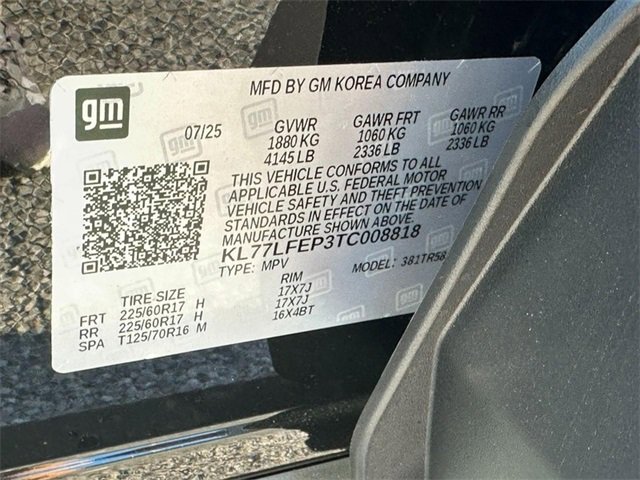 MFD BY GM KOREA COMPANY
gm
07/25
GVWR GAWR FRT GAWR RR
1880 KG 1060 KG 1060 KG
4145 LB 2336 LB 2336 LB
THIS VEHICLE CONFORMS TO ALL
APPLICABLE U.S. FEDERAL MOTOR
VEHICLE SAFETY AND THEFT PREVENTION
STANDARDS IN EFFECT ON THE DATE OF
MANUFACTURE SHOWN ABOVE.
KL77LFEP3TC008818
TYPE: MPV MODEL: 381TR58
TIRE SIZE RIM
FRT 225/60R17 H 17X7J
RR 225/60R17 H 17X7J
SPA T125/70R16 M 16X4BT